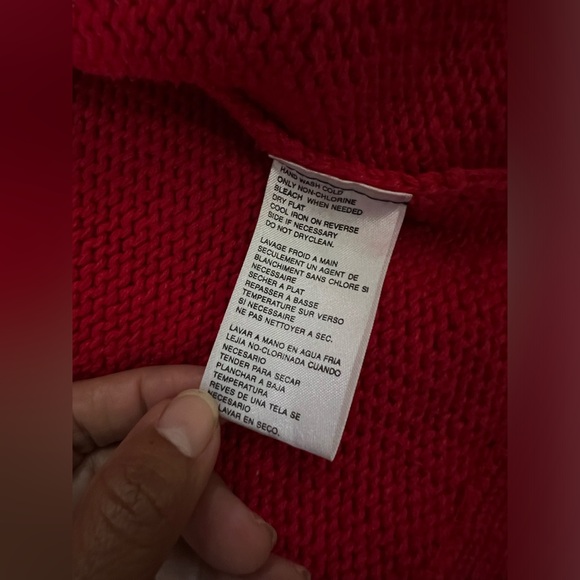 HAND WASH COLD
ONLY NON-CHLORINE
BLEACH WHEN NEEDED
DRY FLAT
COOL IRON ON REVERSE
SIDE IF NECESSARY
DO NOT DRYCLEAN.
LAVAGE FROID A MAIN
SECULEMENT UN AGENT DE
BLANCHIMENT SANS CHLORE SI
NECESSAIRE
SECHER A PLAT
REPASSER A BASSE
TEMPERATURE SUR VERSO
SI NECESSAIRE
NE PAS NETTOYER A SEC.
LAVAR A MANO EN AGUA FRIA
LEJIA NO-CLORINADA CUANDO
NECESARIO
TENDER PARA SECAR
PLANCHAR A BAJA
TEMPERATURA
REVES DE UNA TELA SE
NECESARIO
LAVAR EN SECO.